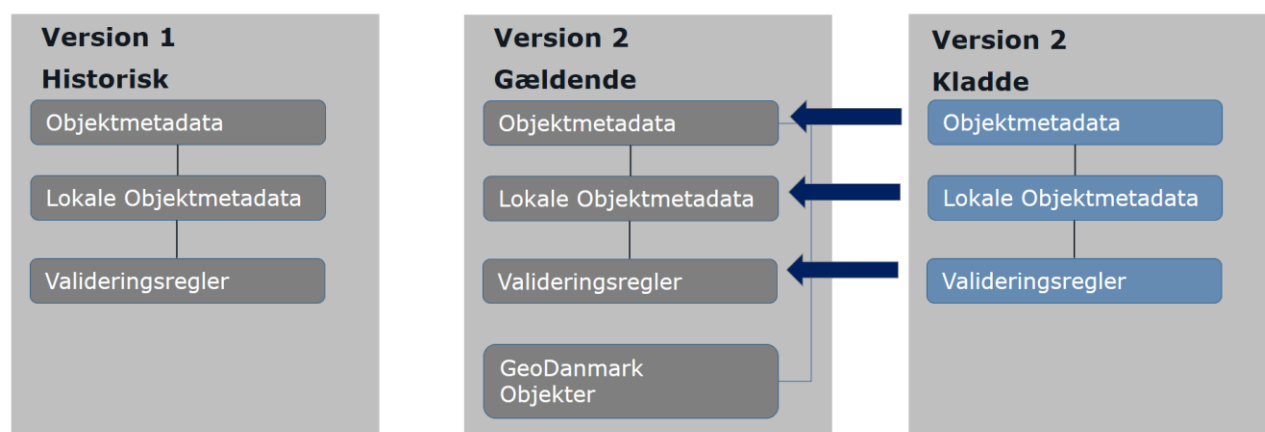 Version 1
Historisk
Objektmetadata
Lokale Objektmetadata
Valideringsregler
Version 2
Gældende
Objektmetadata
Lokale Objektmetadata
Valideringsregler
GeoDanmark
Objekter
Version 2
Kladde
Objektmetadata
Lokale Objektmetadata
Valideringsregler